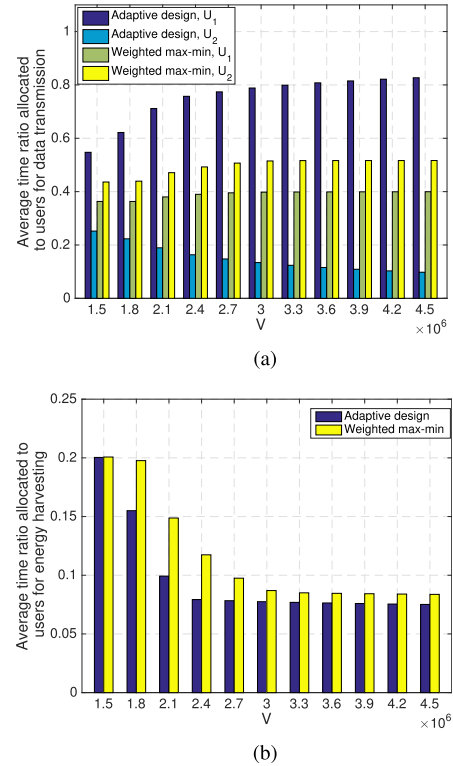 Adaptive design, U1
Adaptive design, U2
Weighted max-min, U1
Weighted max-min, U2
Average time ratio allocated
to users for data transmission
1
0.8
0.6
0.4
0.2
0
1.5 1.8 2.1 2.4 2.7 3 3.3 3.6 3.9 4.2 4.5
V
×10^6
(a)
Adaptive design
Weighted max-min
Average time ratio allocated to
users for energy harvesting
0.25
0.2
0.15
0.1
0.05
0
1.5 1.8 2.1 2.4 2.7 3 3.3 3.6 3.9 4.2 4.5
V
×10^6
(b)